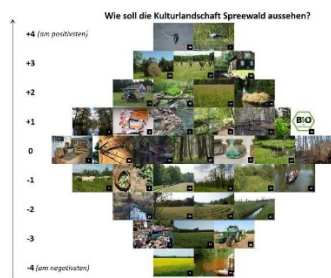 Wie soll die Kulturlandschaft Spreewald aussehen?
+4 (am positivsten)
+3
+2
+1
BIO
0
-1
-2
-3
-4 (am negativsten)